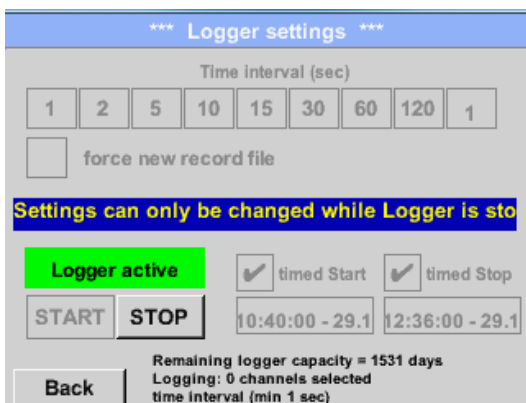 *** Logger settings ***
Time interval (sec)
1 2 5 10 15 30 60 120 1
force new record file
Settings can only be changed while Logger is sto
Logger active
timed Start
timed Stop
START STOP
10:40:00 - 29.1
12:36:00 - 29.1
Remaining logger capacity = 1531 days
Logging: 0 channels selected
time interval (min 1 sec)
Back